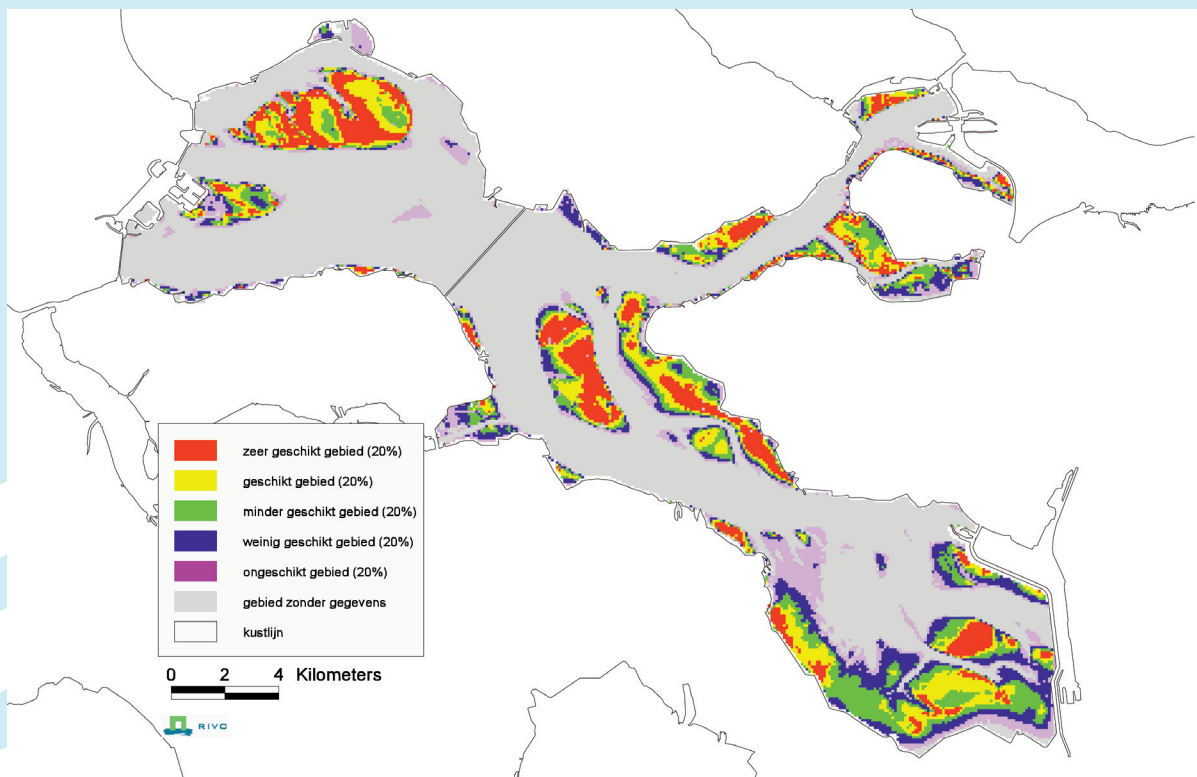 zeer geschikt gebied (20%)
geschikt gebied (20%)
minder geschikt gebied (20%)
weinig geschikt gebied (20%)
ongeschikt gebied (20%)
gebied zonder gegevens
kustlijn
0 2 4 Kilometers
RIVO